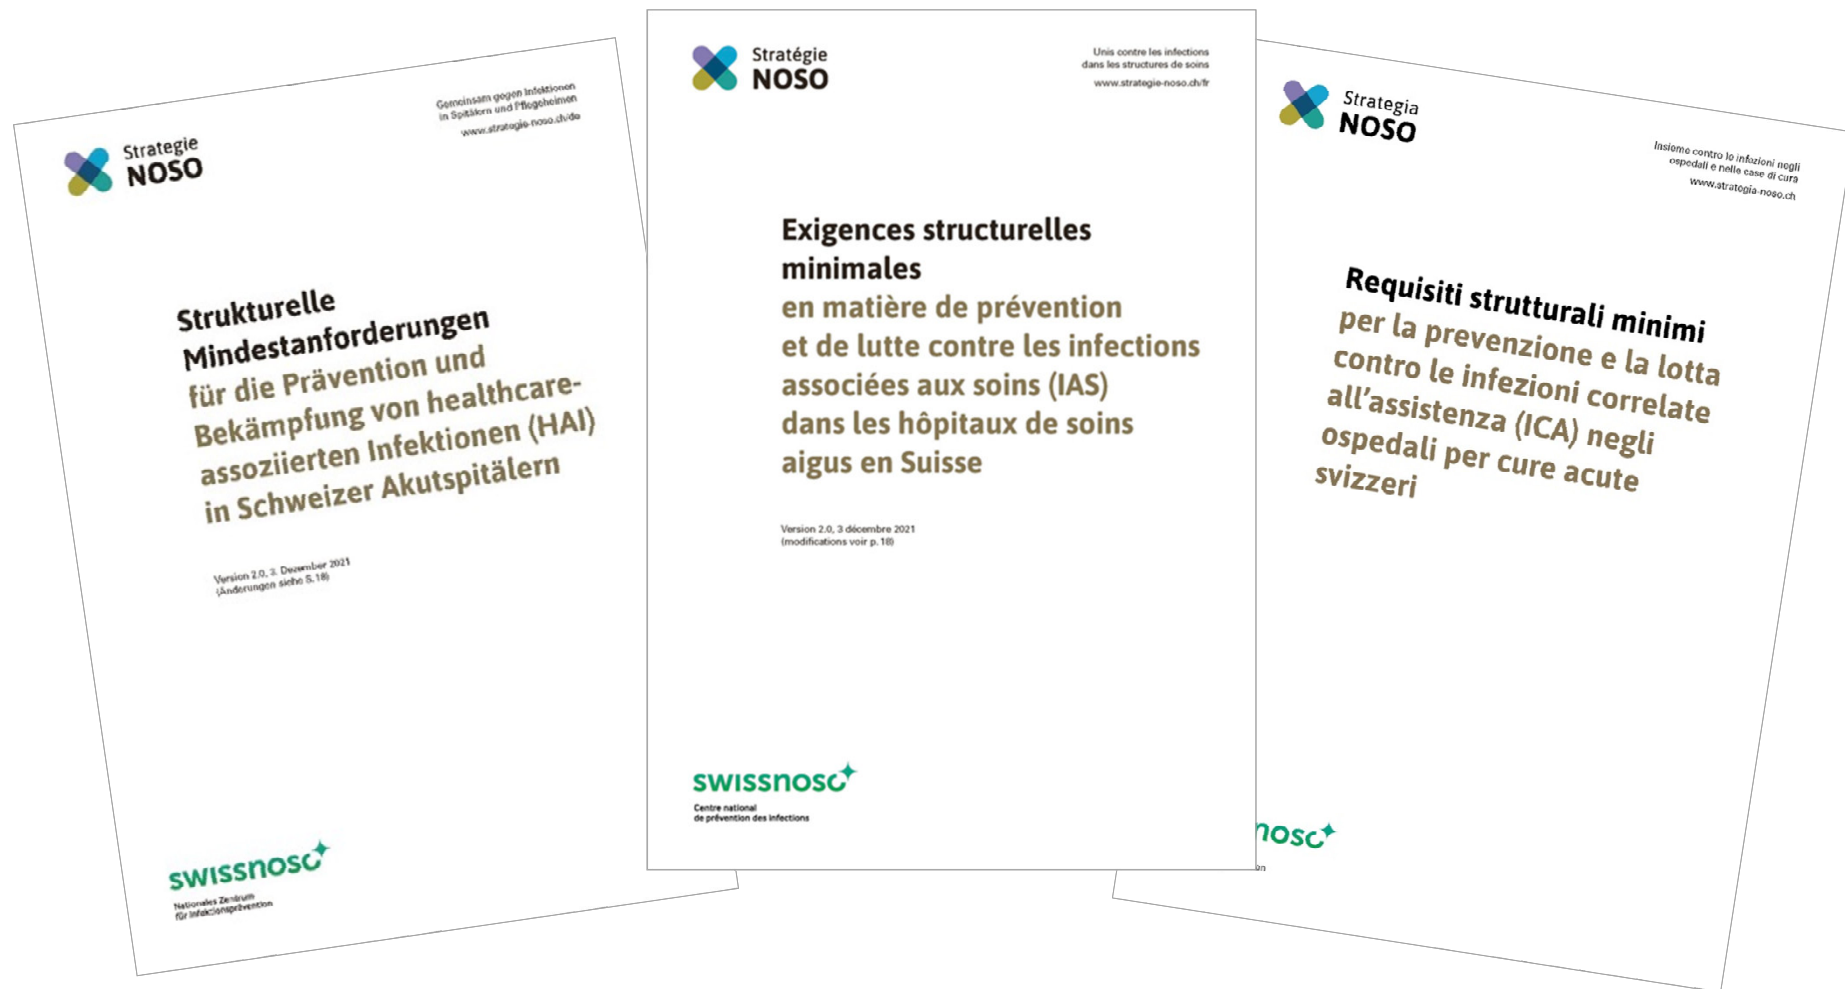 Strategie
NOSO
Gemeinsam gegen Infektionen
in Spitälern und Pflegeheimen
www.strategie-noso.ch/de
Strukturelle
Mindestanforderungen
für die Prävention und
Bekämpfung von healthcare-
assoziierten Infektionen (HAI)
in Schweizer Akutspitälern
Version 2.0, 3. Dezember 2021
(Änderungen siehe S. 18)
swissnoso
Nationales Zentrum
für Infektionsprävention
Stratégie
NOSO
Unis contre les infections
dans les structures de soins
www.strategie-noso.ch/fr
Exigences structurelles
minimales
en matière de prévention
et de lutte contre les infections
associées aux soins (IAS)
dans les hôpitaux de soins
aigus en Suisse
Version 2.0, 3 décembre 2021
(modifications voir p. 18)
swissnoso
Centre national
de prévention des infections
Strategia
NOSO
Insieme contro le infezioni negli
ospedali e nelle case di cura
www.strategia-noso.ch
Requisiti strutturali minimi
per la prevenzione e la lotta
contro le infezioni correlate
all'assistenza (ICA) negli
ospedali per cure acute
svizzeri
noso